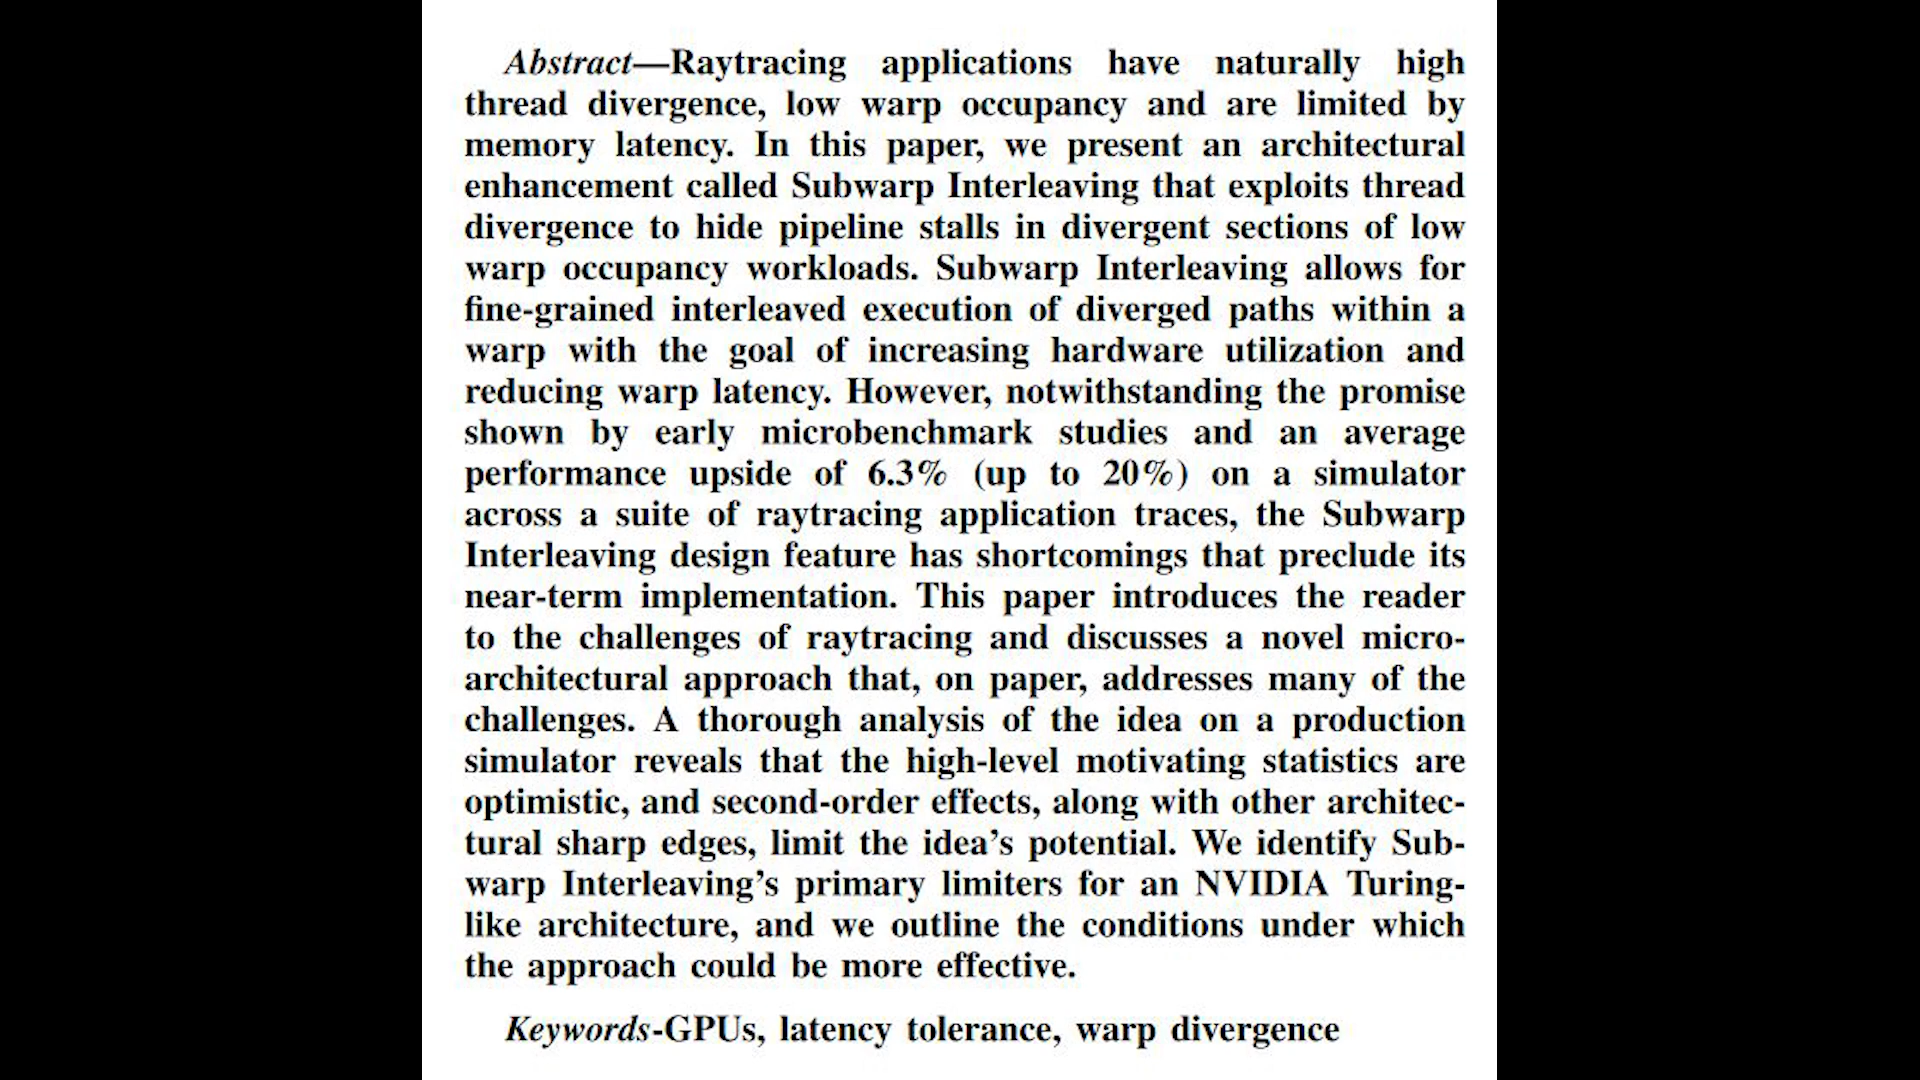 Abstract—Raytracing applications have naturally high
thread divergence, low warp occupancy and are limited by
memory latency. In this paper, we present an architectural
enhancement called Subwarp Interleaving that exploits thread
divergence to hide pipeline stalls in divergent sections of low
warp occupancy workloads. Subwarp Interleaving allows for
fine-grained interleaved execution of diverged paths within a
warp with the goal of increasing hardware utilization and
reducing warp latency. However, notwithstanding the promise
shown by early microbenchmark studies and an average
performance upside of 6.3% (up to 20%) on a simulator
across a suite of raytracing application traces, the Subwarp
Interleaving design feature has shortcomings that preclude its
near-term implementation. This paper introduces the reader
to the challenges of raytracing and discusses a novel micro-
architectural approach that, on paper, addresses many of the
challenges. A thorough analysis of the idea on a production
simulator reveals that the high-level motivating statistics are
optimistic, and second-order effects, along with other architec-
tural sharp edges, limit the idea's potential. We identify Sub-
warp Interleaving's primary limiters for an NVIDIA Turing-
like architecture, and we outline the conditions under which
the approach could be more effective.
Keywords-GPUs, latency tolerance, warp divergence